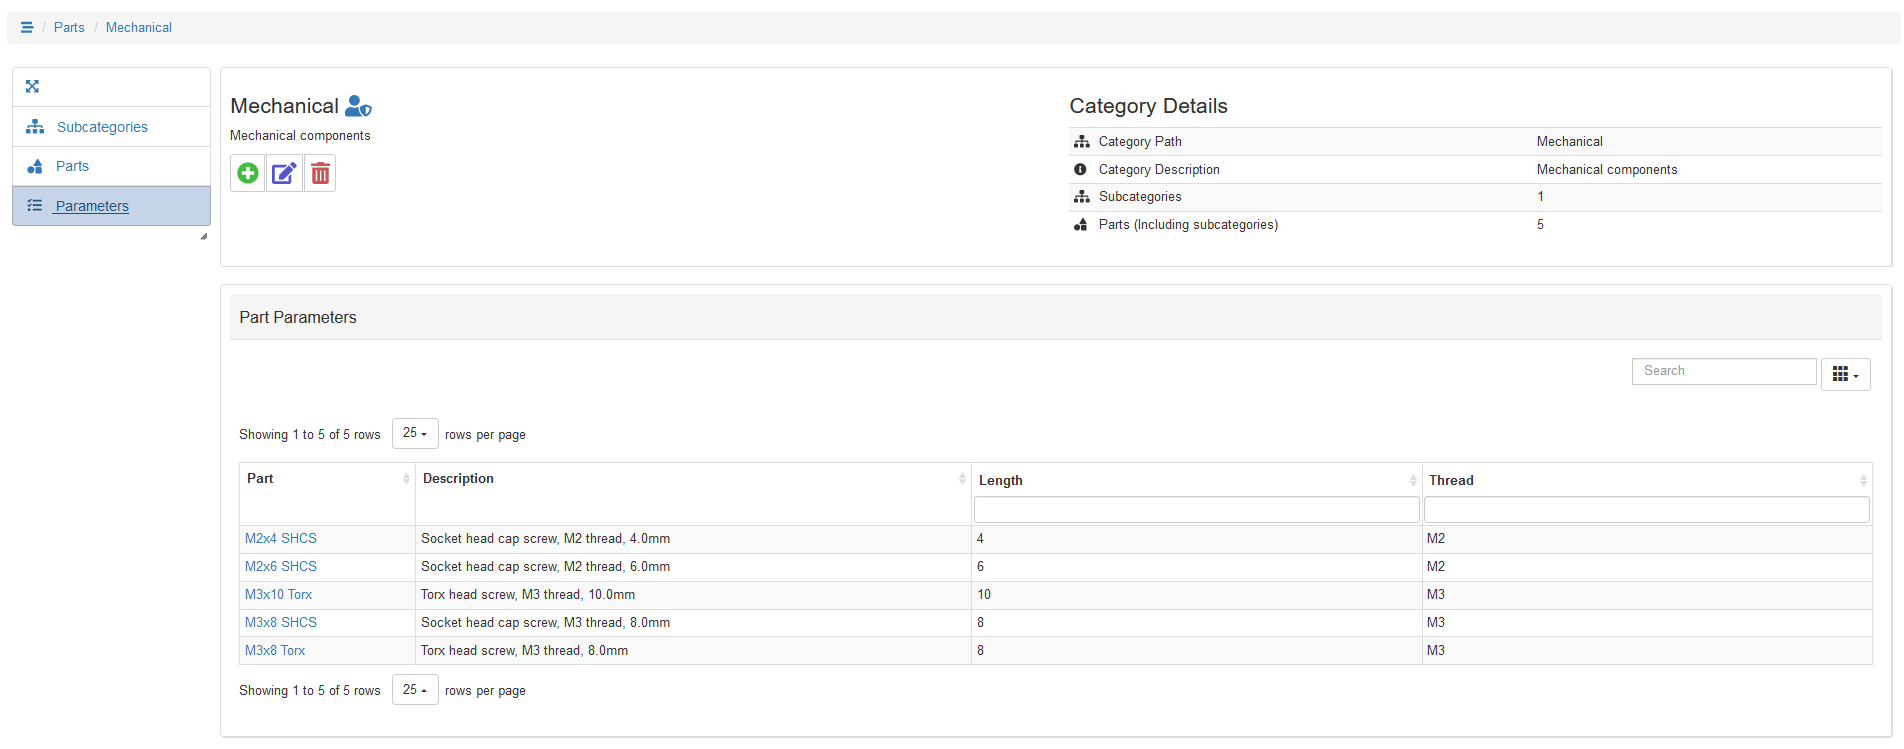 / Parts / Mechanical
Subcategories
Parts
Parameters
Mechanical
Mechanical components
Category Details
Category Path Mechanical
Category Description Mechanical components
Subcategories 1
Parts (Including subcategories) 5
Part Parameters
Search
Showing 1 to 5 of 5 rows 25 rows per page
Part Description Length Thread
M2x4 SHCS Socket head cap screw, M2 thread, 4.0mm 4 M2
M2x6 SHCS Socket head cap screw, M2 thread, 6.0mm 6 M2
M3x10 Torx Torx head screw, M3 thread, 10.0mm 10 M3
M3x8 SHCS Socket head cap screw, M3 thread, 8.0mm 8 M3
M3x8 Torx Torx head screw, M3 thread, 8.0mm 8 M3
Showing 1 to 5 of 5 rows 25 rows per page